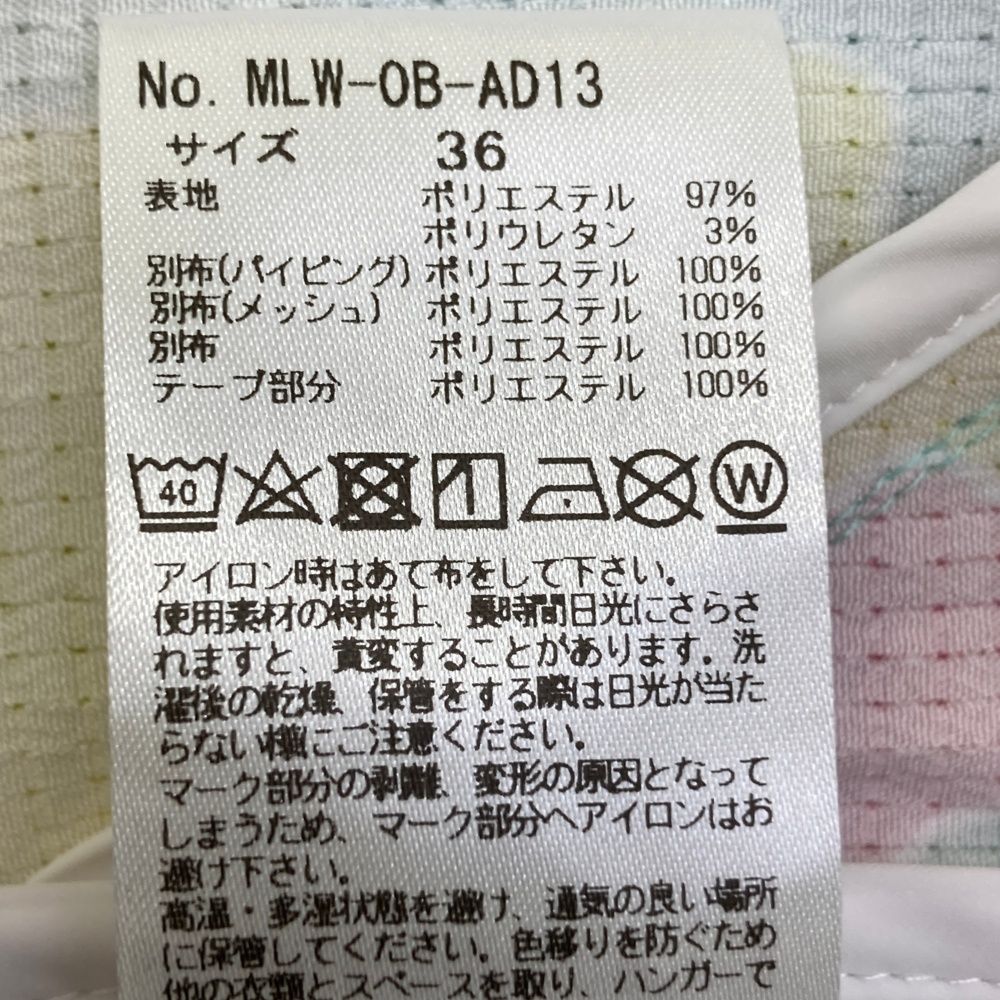 No. MLW-OB-AD13
サイズ 36
表地 ポリエステル 97%
ポリウレタン 3%
別布(パイピング) ポリエステル 100%
別布(メッシュ) ポリエステル 100%
別布 ポリエステル 100%
テープ部分 ポリエステル 100%
40 W
アイロン時はあて布をして下さい.
使用素材の特性上、長時間日光にさらさ
れますと、黄変することがあります. 洗
濯後の乾燥、保管をする際は日光が当た
らない様にご注意ください.
マーク部分の剥離、変形の原因となって
しまうため、マーク部分へアイロンはお
避け下さい.
高温・多湿状態を避け、通気の良い場所
に保管してください. 色移りを防ぐため
他の衣類とスペースを取り、ハンガーで